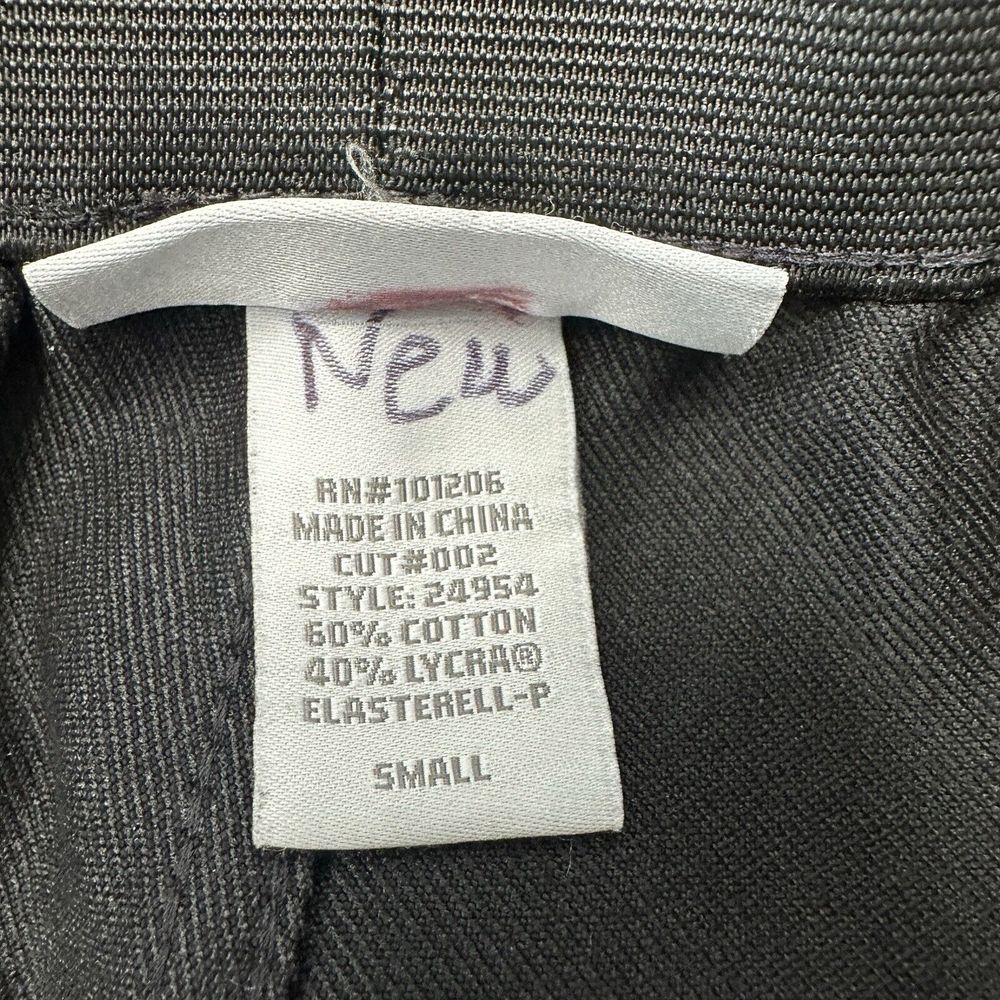 New
RN#101206
MADE IN CHINA
CUT#002
STYLE: 24954
60% COTTON
40% LYCRA®
ELASTERELL-P
SMALL